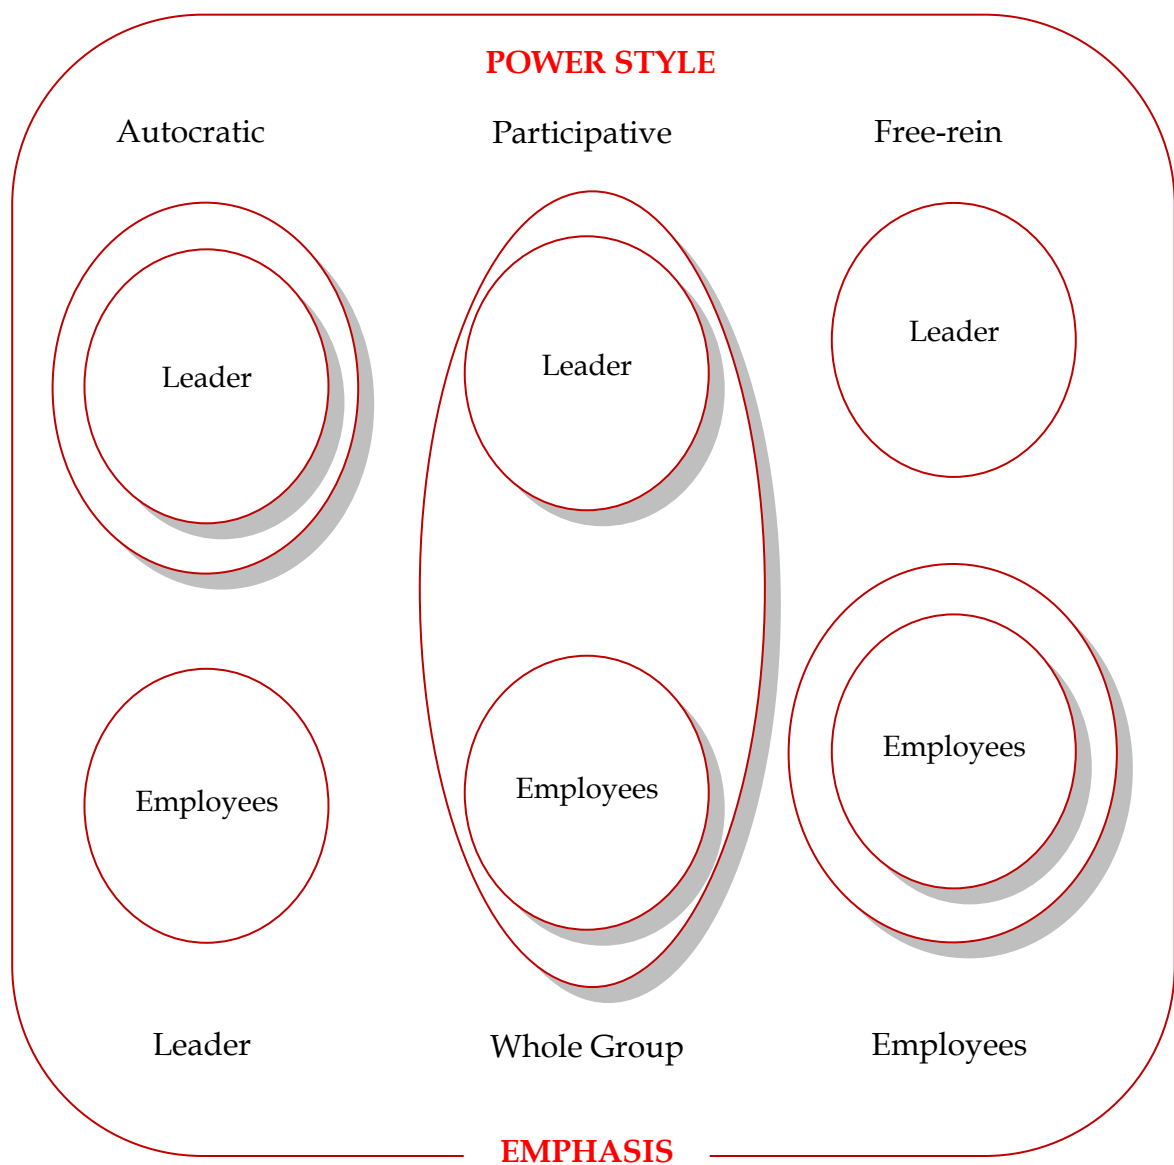 POWER STYLE
Autocratic Participative Free-rein
Leader Leader Leader
Employees Employees Employees
Leader Whole Group Employees
EMPHASIS